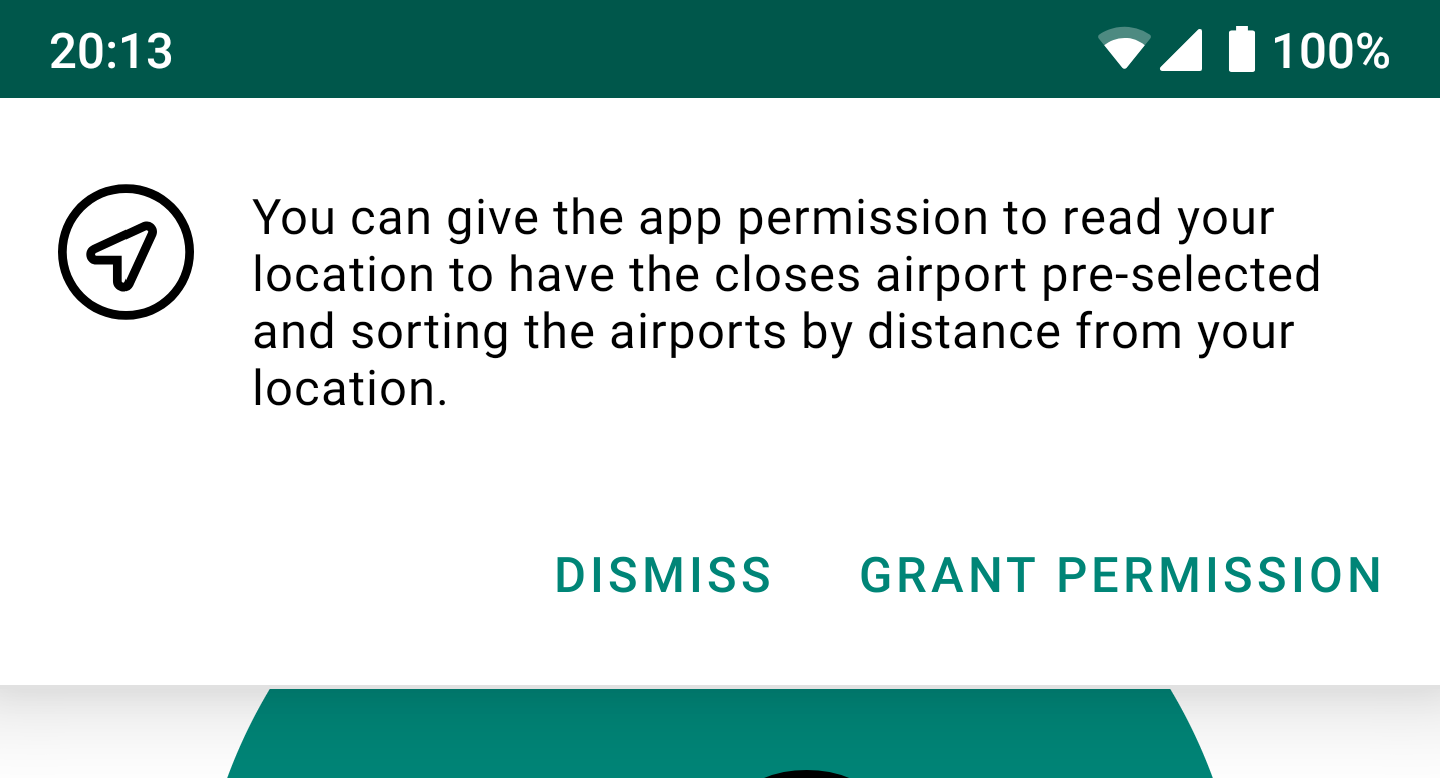 20:13 100%
You can give the app permission to read your
location to have the closes airport pre-selected
and sorting the airports by distance from your
location.
DISMISS GRANT PERMISSION